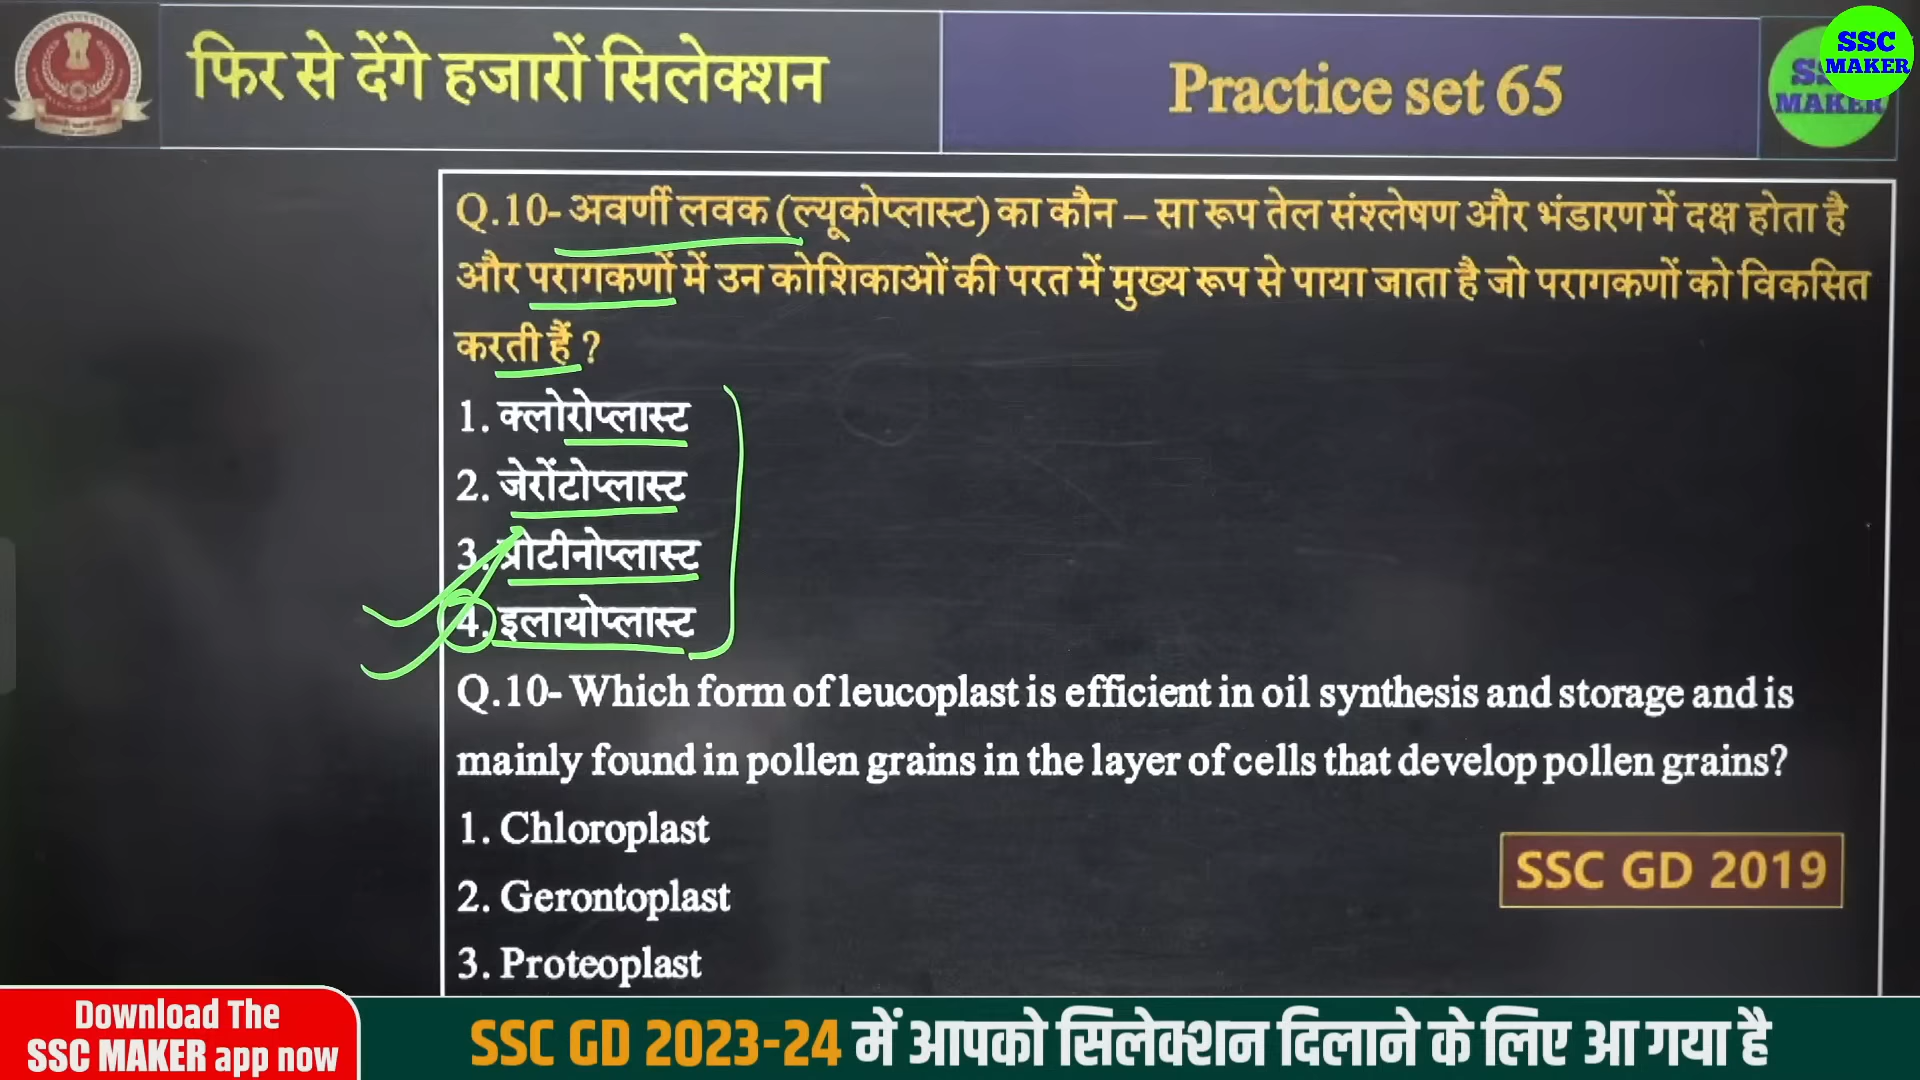 फिर से देंगे हजारों सिलेक्शन
Practice set 65
SSC
MAKER
MAKER
Q.10- अवर्णी लवक (ल्यूकोप्लास्ट) का कौन – सा रूप तेल संश्लेषण और भंडारण में दक्ष होता है
और परागकणों में उन कोशिकाओं की परत में मुख्य रूप से पाया जाता है जो परागकणों को विकसित
करती हैं ?
1. क्लोरोप्लास्ट
2. जेरोंटोप्लास्ट
3. प्रोटीनोप्लास्ट
4. इलायोप्लास्ट
Q.10- Which form of leucoplast is efficient in oil synthesis and storage and is
mainly found in pollen grains in the layer of cells that develop pollen grains?
1. Chloroplast
2. Gerontoplast
3. Proteoplast
SSC GD 2019
Download The
SSC MAKER app now
SSC GD 2023-24 में आपको सिलेक्शन दिलाने के लिए आ गया है